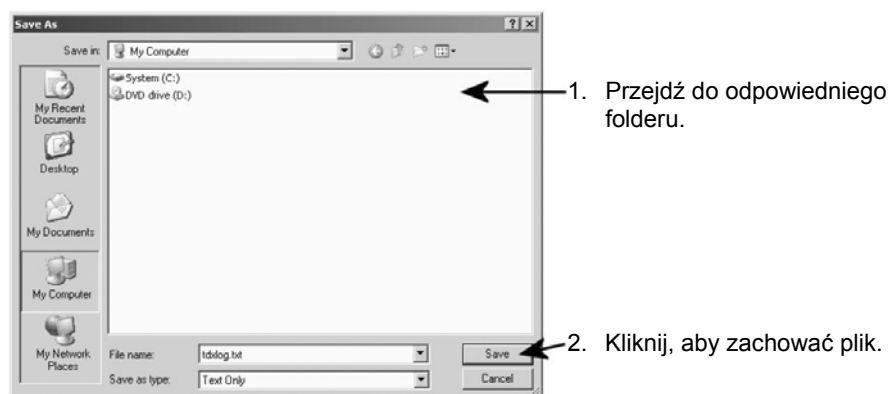 Save As
Save in:
My Computer
System (C:)
DVD drive (D:)
My Recent
Documents
Desktop
My Documents
My Computer
My Network
Places
File name:
tdxlog.txt
Save
Save as type:
Text Only
Cancel
1. Przejdź do odpowiedniego
folderu.
2. Kliknij, aby zachować plik.